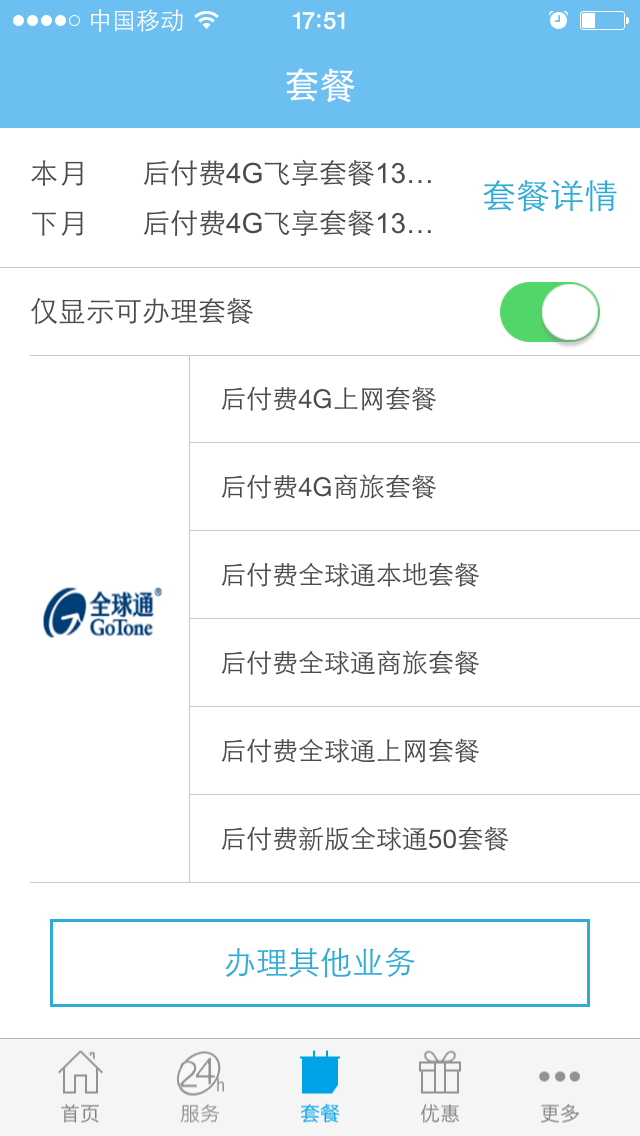 中国移动 17:51
套餐
本月 后付费4G飞享套餐13...
下月 后付费4G飞享套餐13...
套餐详情
仅显示可办理套餐
全球通®
GoTone
后付费4G上网套餐
后付费4G商旅套餐
后付费全球通本地套餐
后付费全球通商旅套餐
后付费全球通上网套餐
后付费新版全球通50套餐
办理其他业务
24h
首页 服务 套餐 优惠 更多